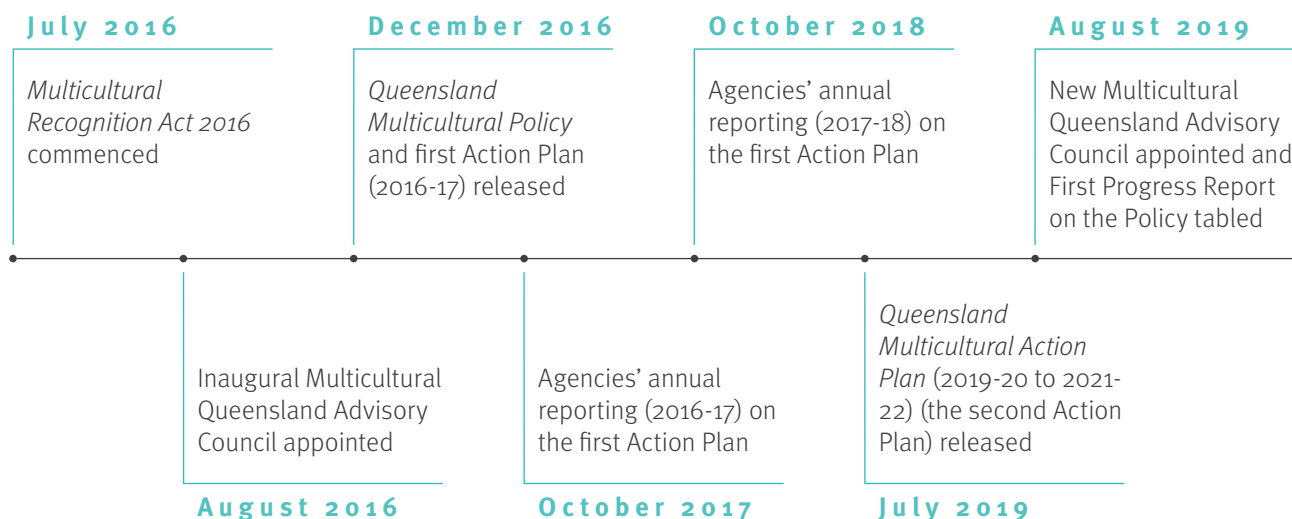 July 2016
Multicultural
Recognition Act 2016
commenced
August 2016
Inaugural Multicultural
Queensland Advisory
Council appointed
December 2016
Queensland
Multicultural Policy
and first Action Plan
(2016-17) released
October 2017
Agencies’ annual
reporting (2016-17) on
the first Action Plan
October 2018
Agencies’ annual
reporting (2017-18) on
the first Action Plan
July 2019
Queensland
Multicultural Action
Plan (2019-20 to 2021-
22) (the second Action
Plan) released
August 2019
New Multicultural
Queensland Advisory
Council appointed and
First Progress Report
on the Policy tabled